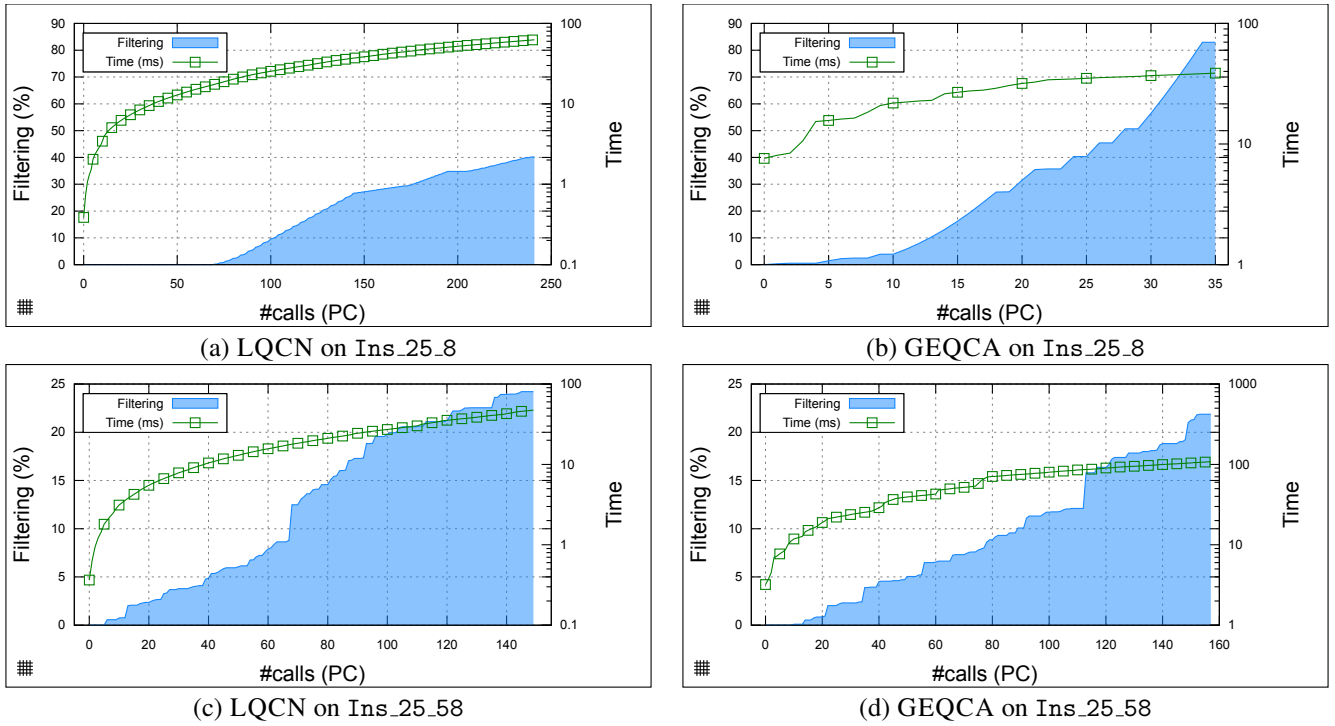 90
80
70
60
50
40
30
20
10
0
Filtering (%)
Filtering
Time (ms)
100
10
1
0.1
Time
0 50 100 150 200 250
#calls (PC)
(a) LQCN on Ins_25_8
90
80
70
60
50
40
30
20
10
0
Filtering (%)
Filtering
Time (ms)
100
10
1
Time
0 5 10 15 20 25 30 35
#calls (PC)
(b) GEQCA on Ins_25_8
25
20
15
10
5
0
Filtering (%)
Filtering
Time (ms)
100
10
1
0.1
Time
0 20 40 60 80 100 120 140
#calls (PC)
(c) LQCN on Ins_25_58
25
20
15
10
5
0
Filtering (%)
Filtering
Time (ms)
1000
100
10
1
Time
0 20 40 60 80 100 120 140 160
#calls (PC)
(d) GEQCA on Ins_25_58